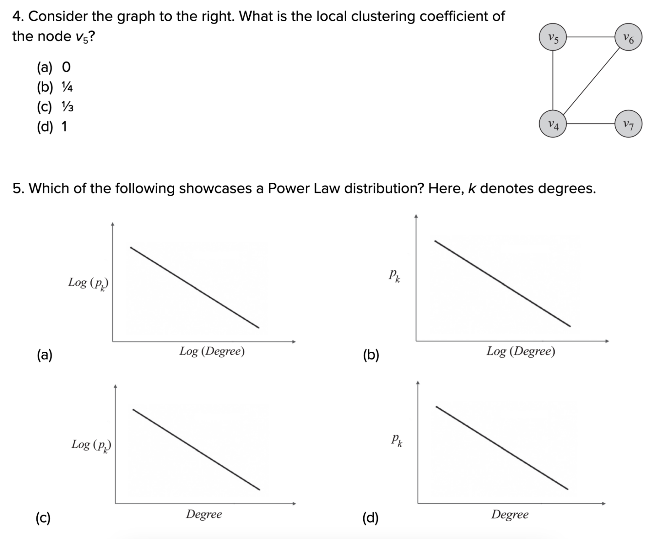 4. Consider the graph to the right. What is the local clustering coefficient of
the node v₅?
(a) 0
(b) ¼
(c) ⅓
(d) 1
v₅
v₆
v₄
v₇
5. Which of the following showcases a Power Law distribution? Here, k denotes degrees.
Log (pₖ)
Log (Degree)
(a)
pₖ
Log (Degree)
(b)
Log (pₖ)
Degree
(c)
pₖ
Degree
(d)